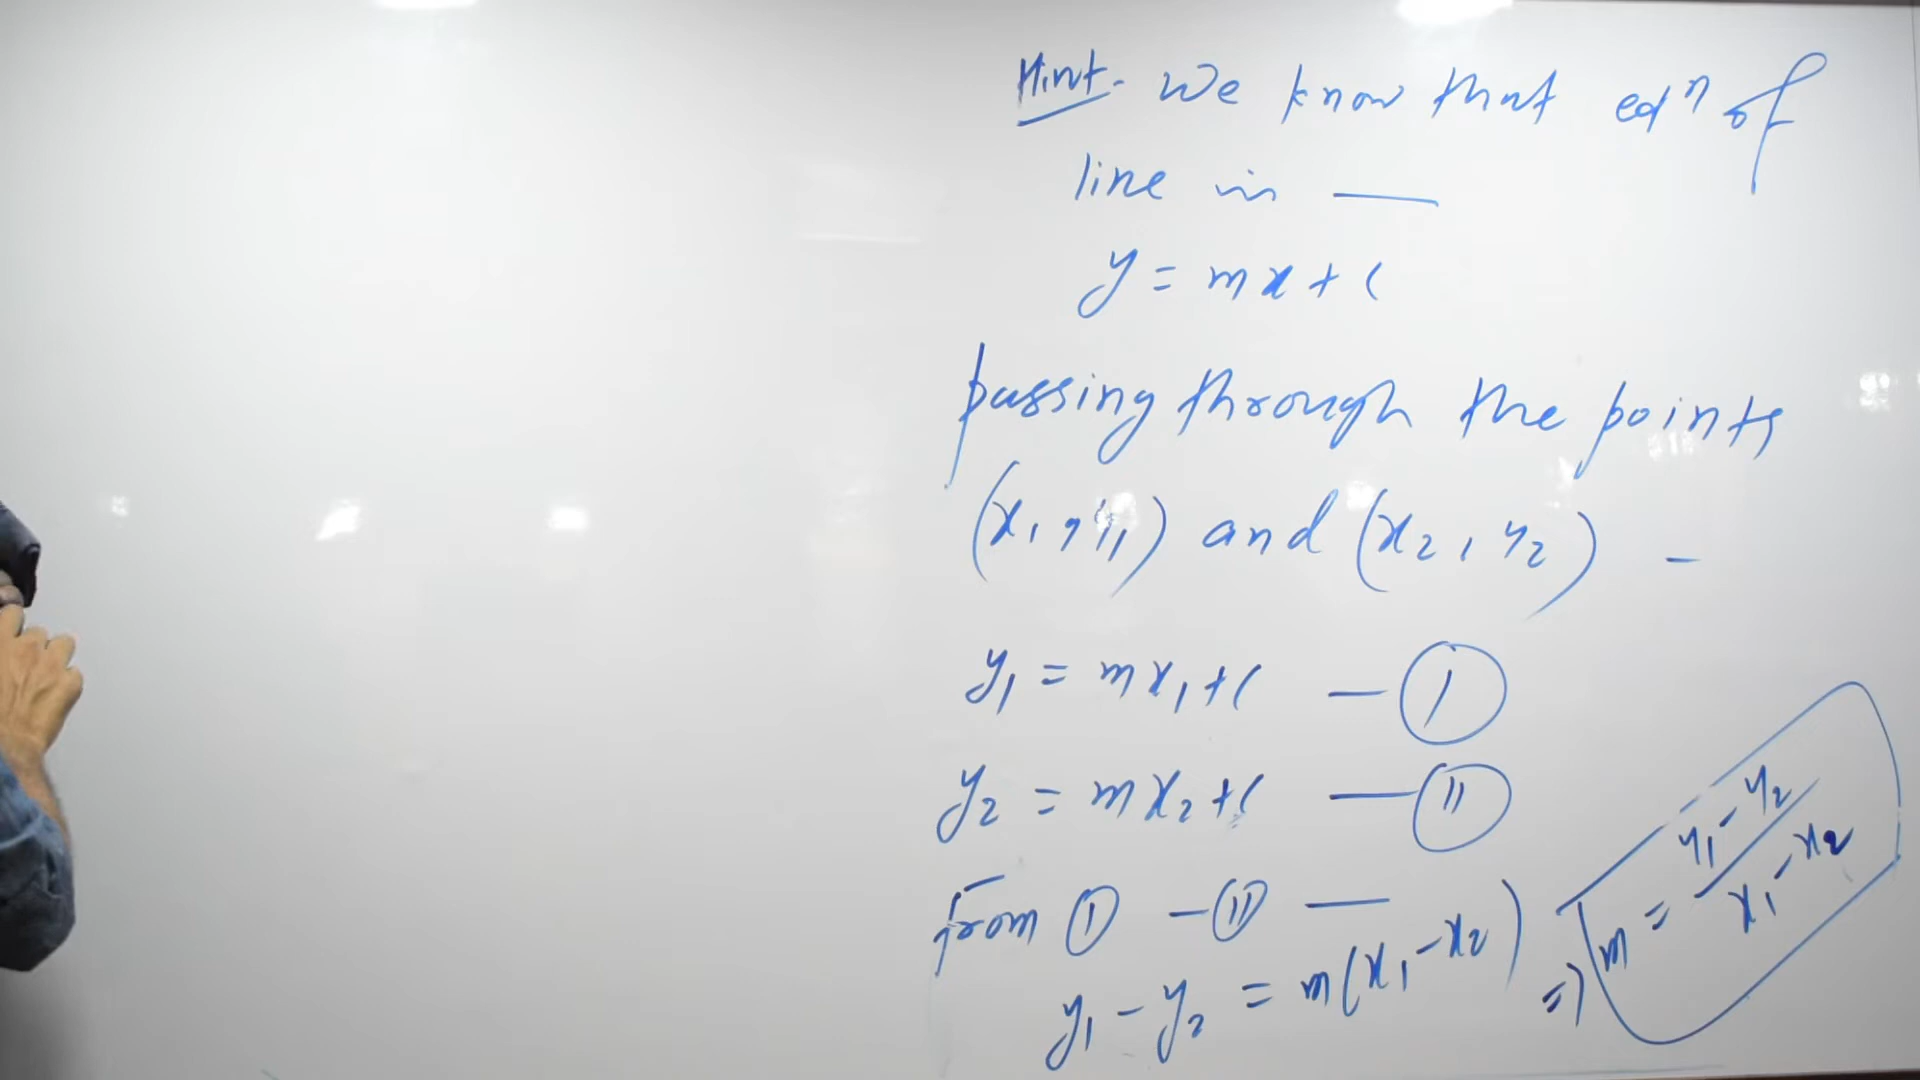 Hint - We know that eqⁿ of
line is —
y = mx + c
passing through the points
(x₁, y₁) and (x₂, y₂) -
y₁ = mx₁ + c — Ⓘ
y₂ = mx₂ + c — Ⅱ
from Ⓘ - Ⅱ —
y₁ - y₂ = m(x₁ - x₂) ⇒ m = (y₁ - y₂)/(x₁ - x₂)